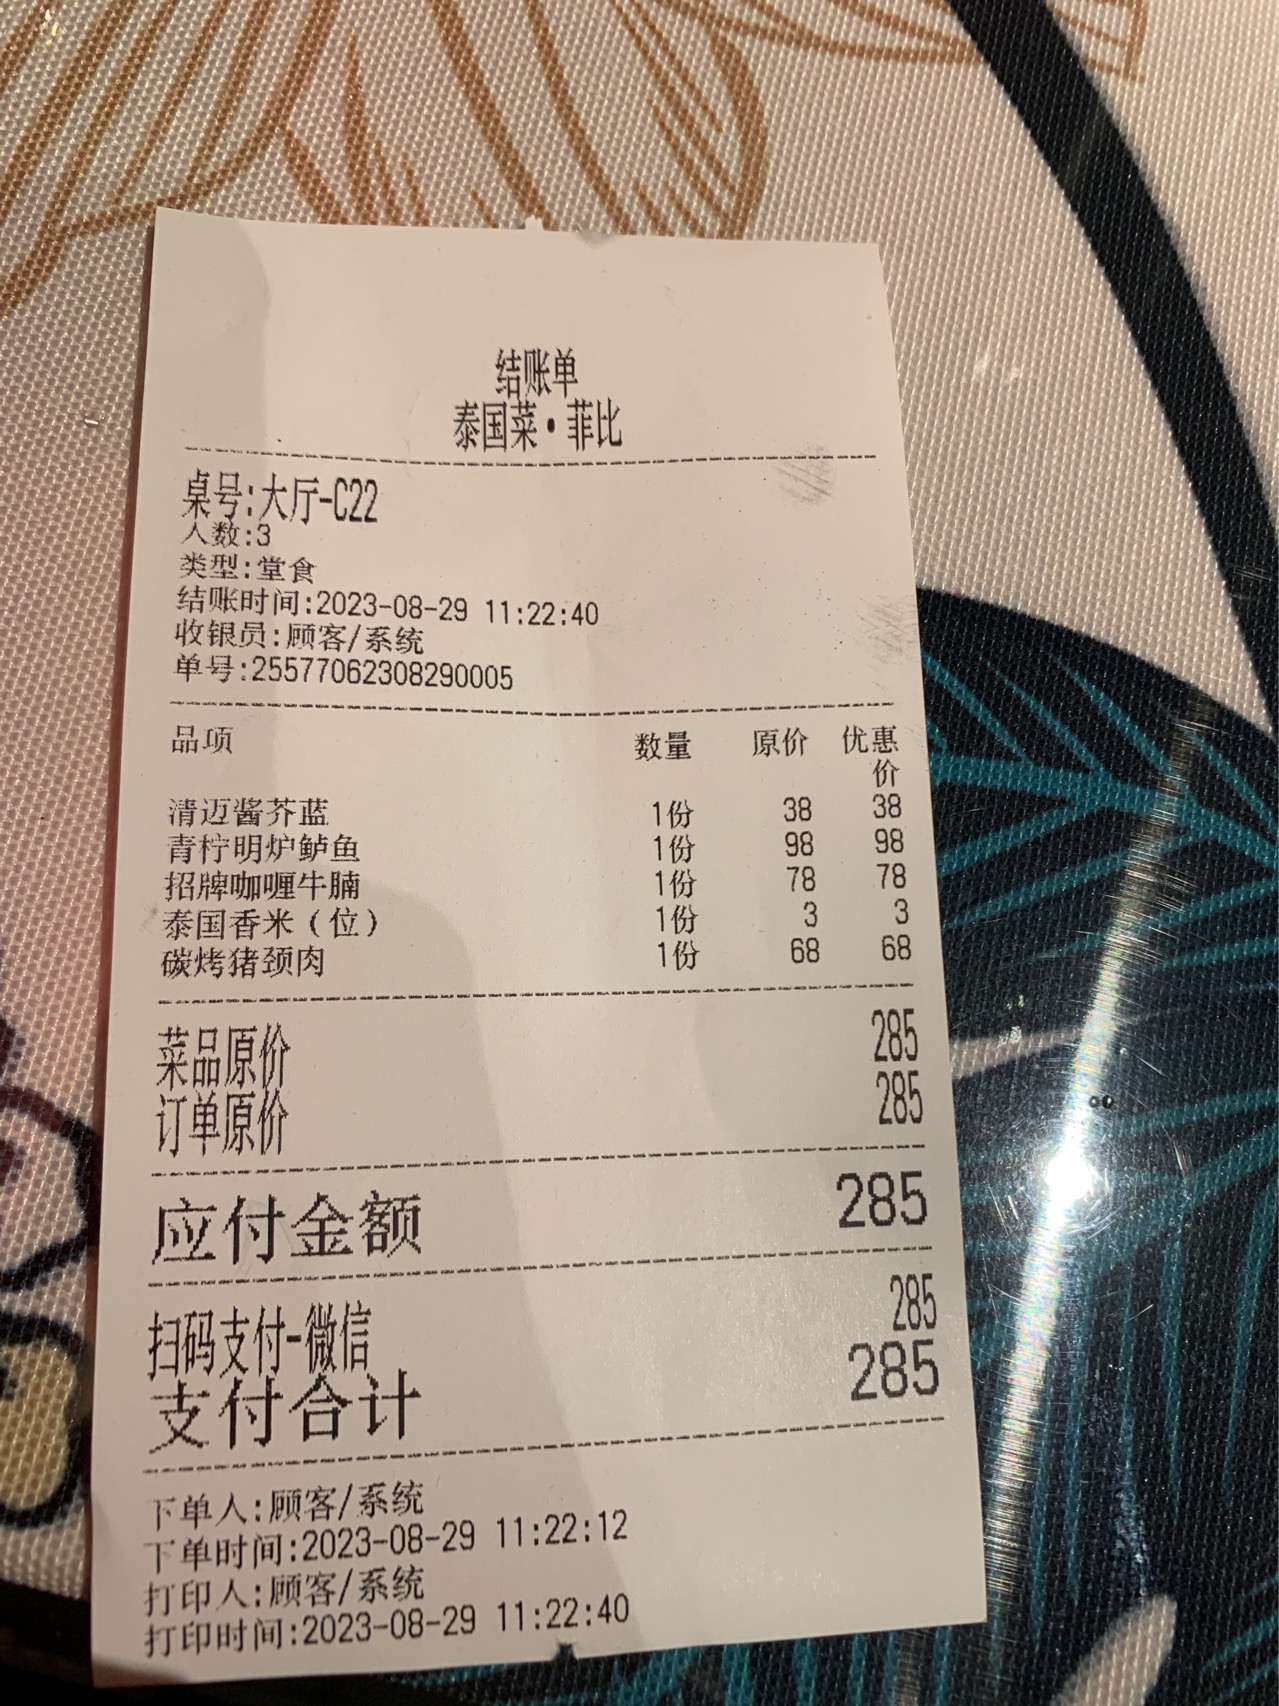 结账单
泰国菜·菲比
桌号:大厅-C22
人数:3
类型:堂食
结账时间:2023-08-29 11:22:40
收银员:顾客/系统
单号:25577062308290005
品项 数量 原价 优惠价
清迈酱芥蓝 1份 38 38
青柠明炉鲈鱼 1份 98 98
招牌咖喱牛腩 1份 78 78
泰国香米(位) 1份 3 3
碳烤猪颈肉 1份 68 68
菜品原价 285
订单原价 285
应付金额 285
扫码支付-微信 285
支付合计 285
下单人:顾客/系统
下单时间:2023-08-29 11:22:12
打印人:顾客/系统
打印时间:2023-08-29 11:22:40